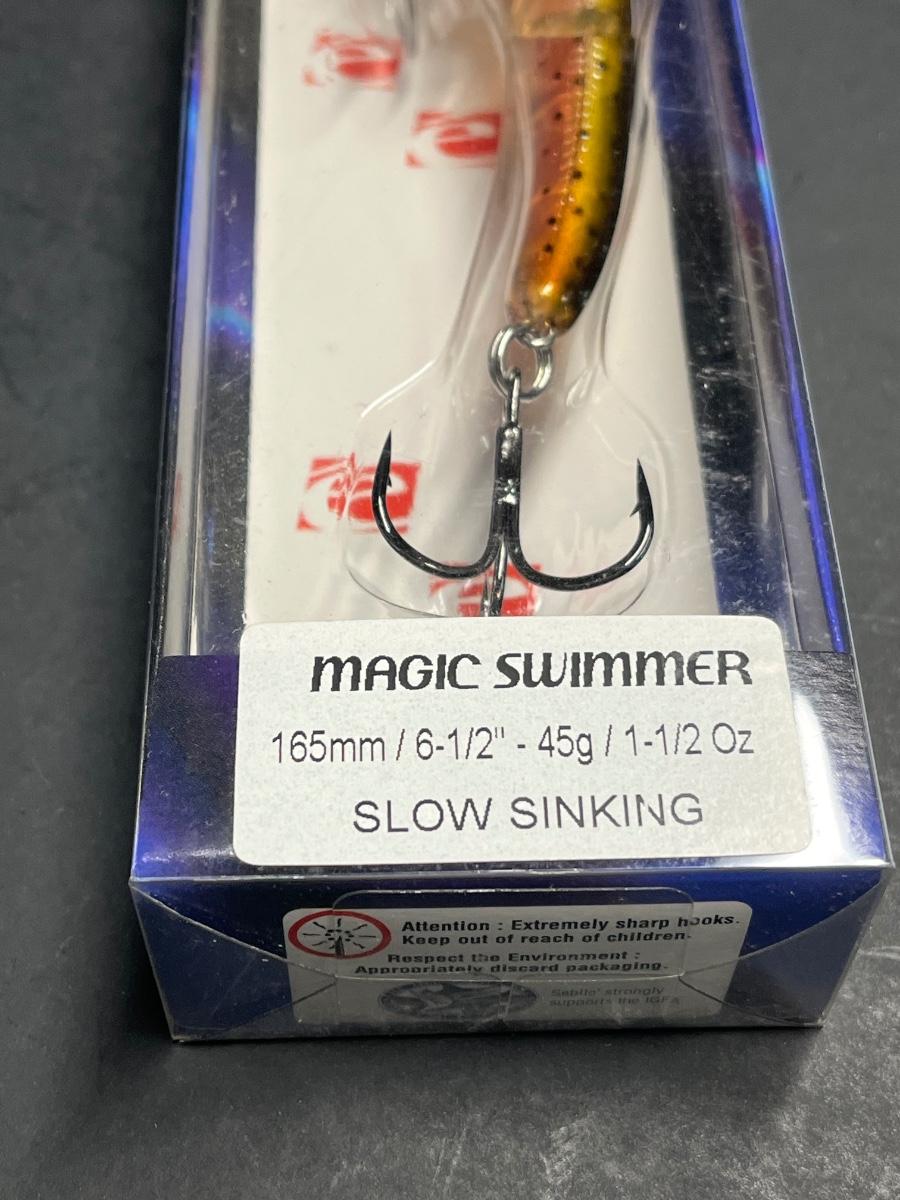 MAGIC SWIMMER
165mm / 6-1/2" - 45g / 1-1/2 Oz
SLOW SINKING
Attention : Extremely sharp hooks.
Keep out of reach of children.
Respect the Environment :
Appropriately discard packaging.
Sebile' strongly
supports the IGFA